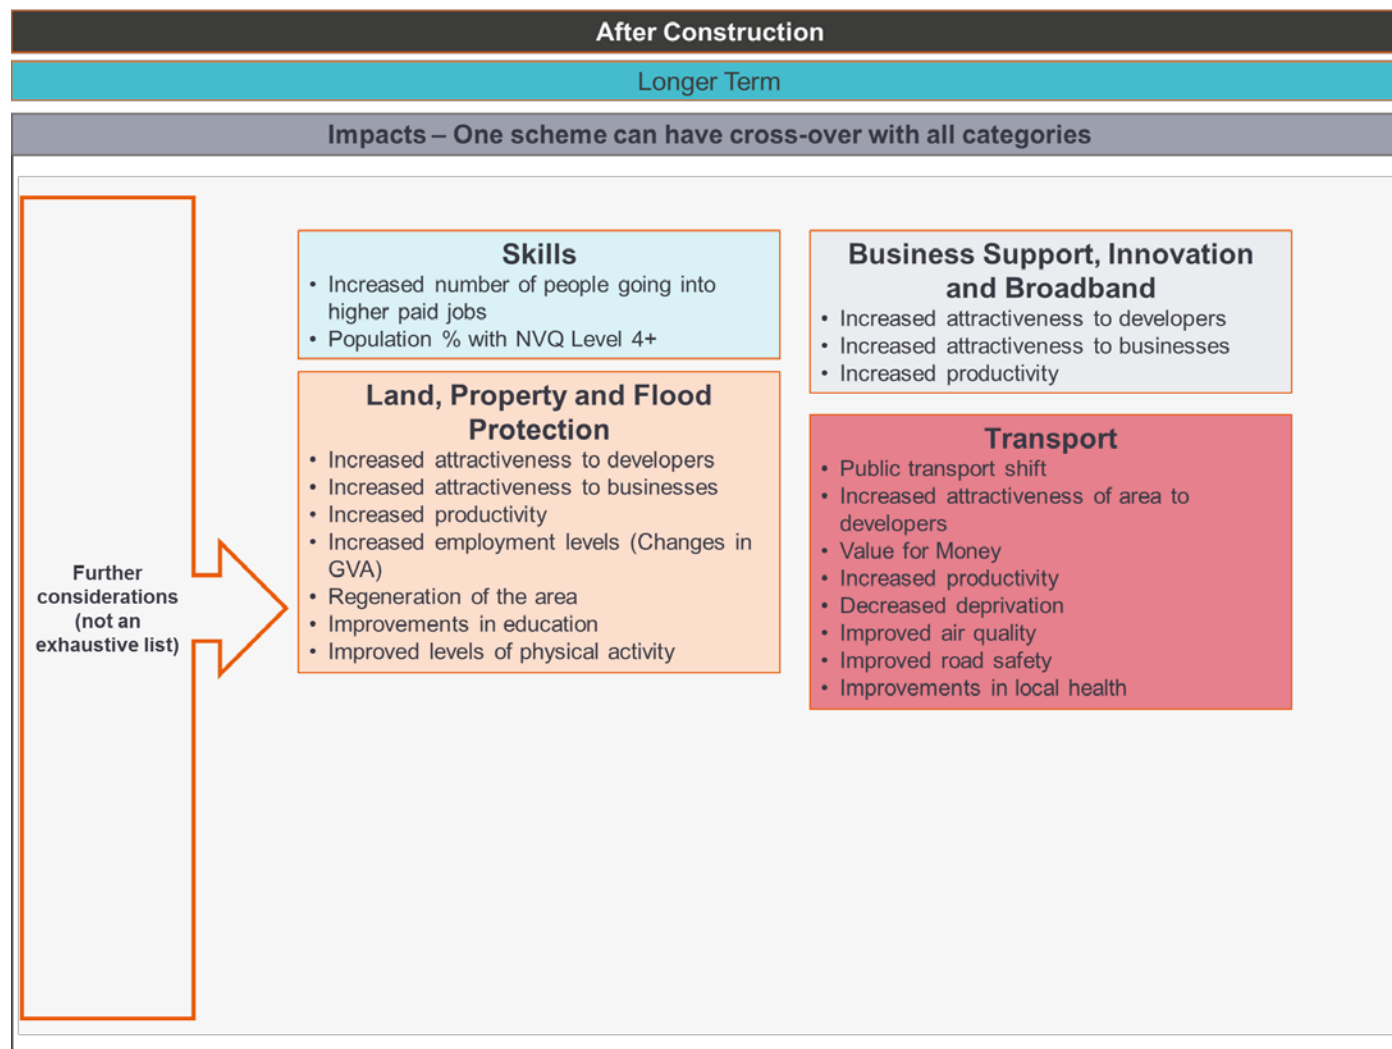 After Construction
Longer Term
Impacts – One scheme can have cross-over with all categories
Further
considerations
(not an
exhaustive list)
Skills
• Increased number of people going into
higher paid jobs
• Population % with NVQ Level 4+
Land, Property and Flood
Protection
• Increased attractiveness to developers
• Increased attractiveness to businesses
• Increased productivity
• Increased employment levels (Changes in
GVA)
• Regeneration of the area
• Improvements in education
• Improved levels of physical activity
Business Support, Innovation
and Broadband
• Increased attractiveness to developers
• Increased attractiveness to businesses
• Increased productivity
Transport
• Public transport shift
• Increased attractiveness of area to
developers
• Value for Money
• Increased productivity
• Decreased deprivation
• Improved air quality
• Improved road safety
• Improvements in local health